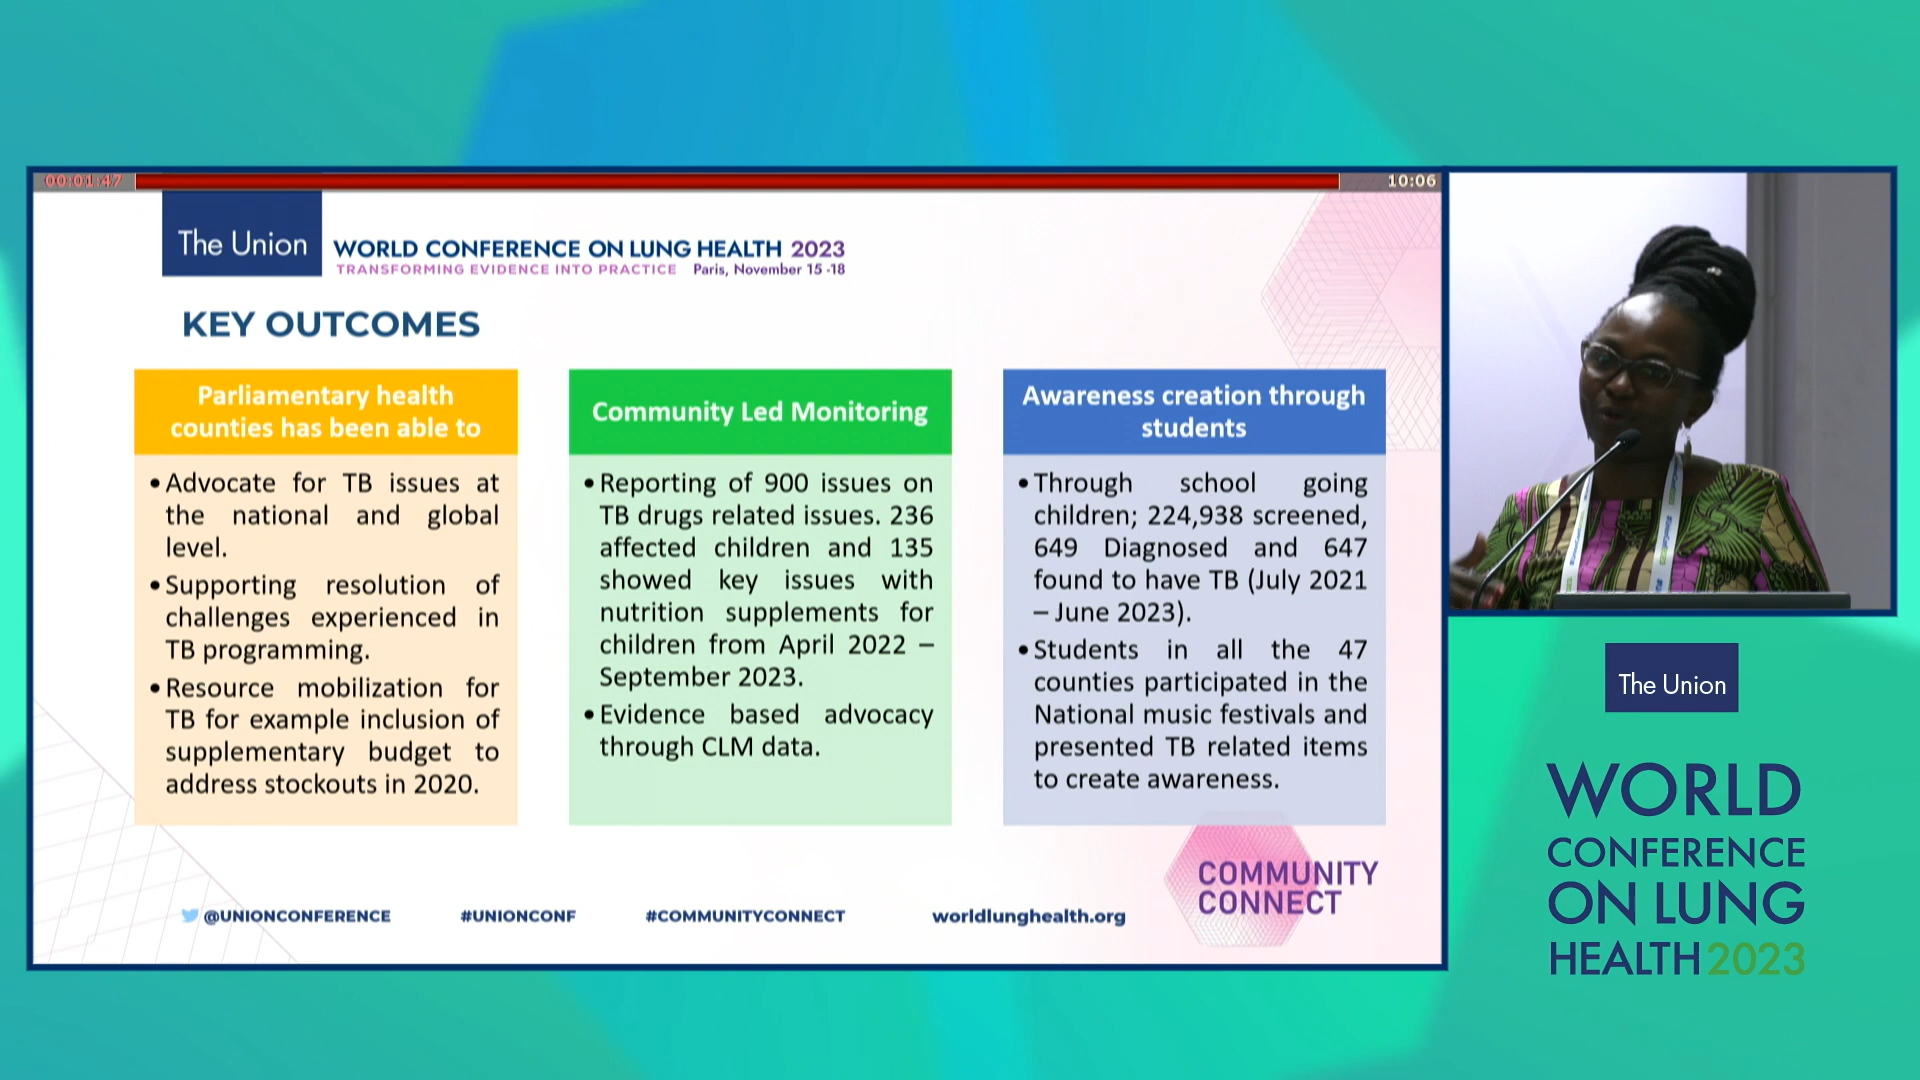 00:01:47
10:06
The Union
WORLD CONFERENCE ON LUNG HEALTH 2023
TRANSFORMING EVIDENCE INTO PRACTICE Paris, November 15 -18
KEY OUTCOMES
Parliamentary health
counties has been able to
• Advocate for TB issues at
the national and global
level.
• Supporting resolution of
challenges experienced in
TB programming.
• Resource mobilization for
TB for example inclusion of
supplementary budget to
address stockouts in 2020.
Community Led Monitoring
• Reporting of 900 issues on
TB drugs related issues. 236
affected children and 135
showed key issues with
nutrition supplements for
children from April 2022 –
September 2023.
• Evidence based advocacy
through CLM data.
Awareness creation through
students
• Through school going
children; 224,938 screened,
649 Diagnosed and 647
found to have TB (July 2021
– June 2023).
• Students in all the 47
counties participated in the
National music festivals and
presented TB related items
to create awareness.
COMMUNITY
CONNECT
@UNIONCONFERENCE #UNIONCONF #COMMUNITYCONNECT worldlunghealth.org
The Union
WORLD
CONFERENCE
ON LUNG
HEALTH 2023